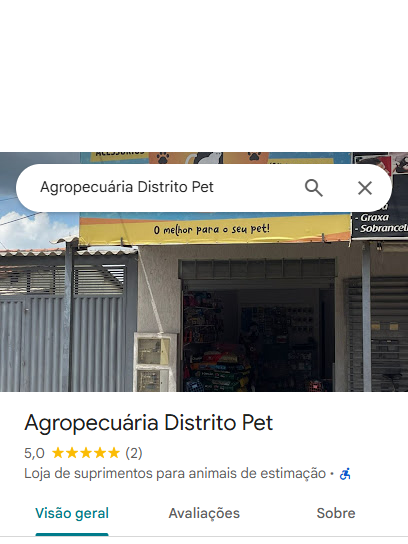 ACESSÓRIOS
Agropecuária Distrito Pet
- Graxa
- Sobrancel
O melhor para o seu pet!
Agropecuária Distrito Pet
5,0 (2)
Loja de suprimentos para animais de estimação ·
Visão geral Avaliações Sobre